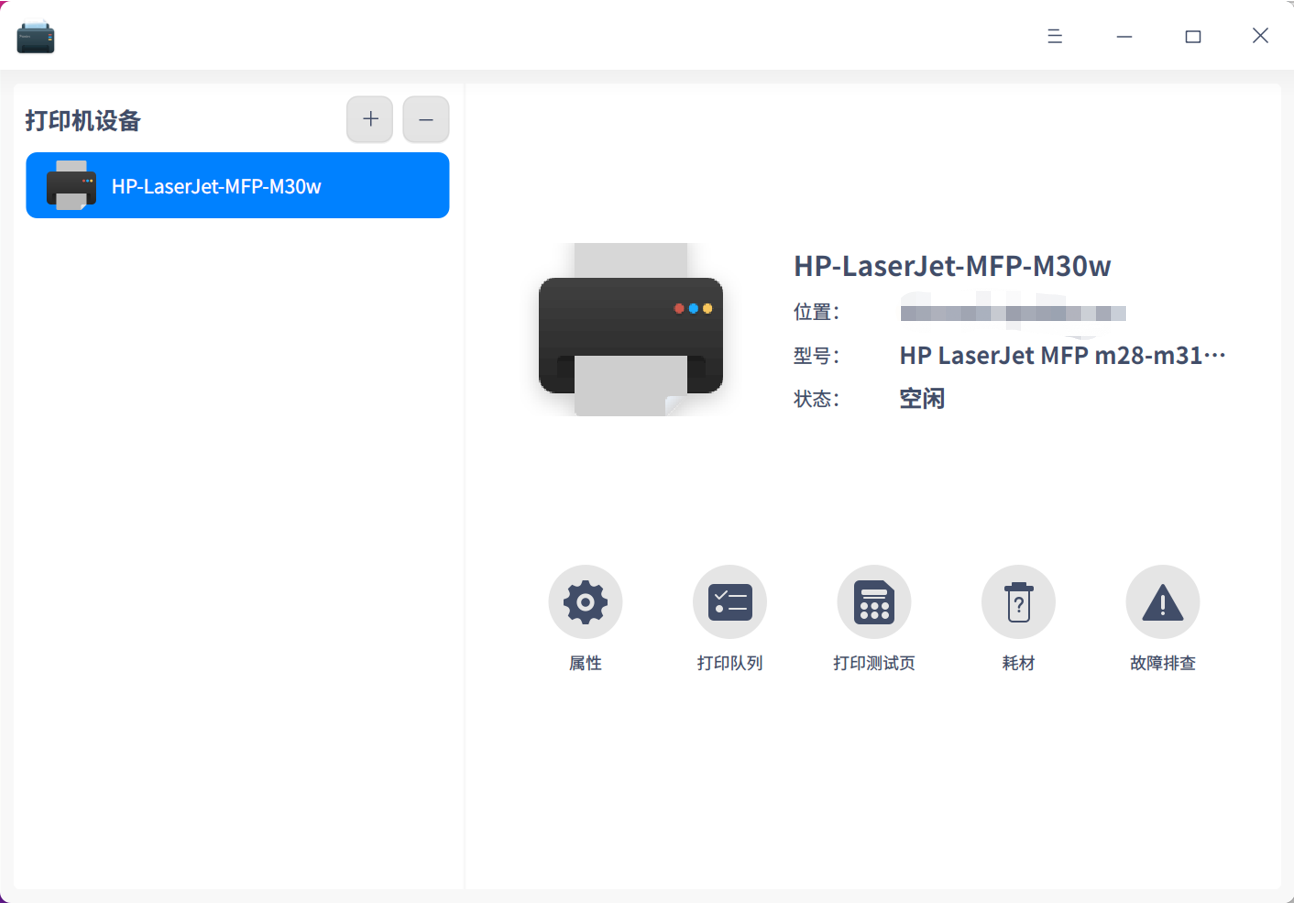 打印机设备
HP-LaserJet-MFP-M30w
HP-LaserJet-MFP-M30w
位置：
型号： HP LaserJet MFP m28-m31…
状态： 空闲
属性 打印队列 打印测试页 耗材 故障排查